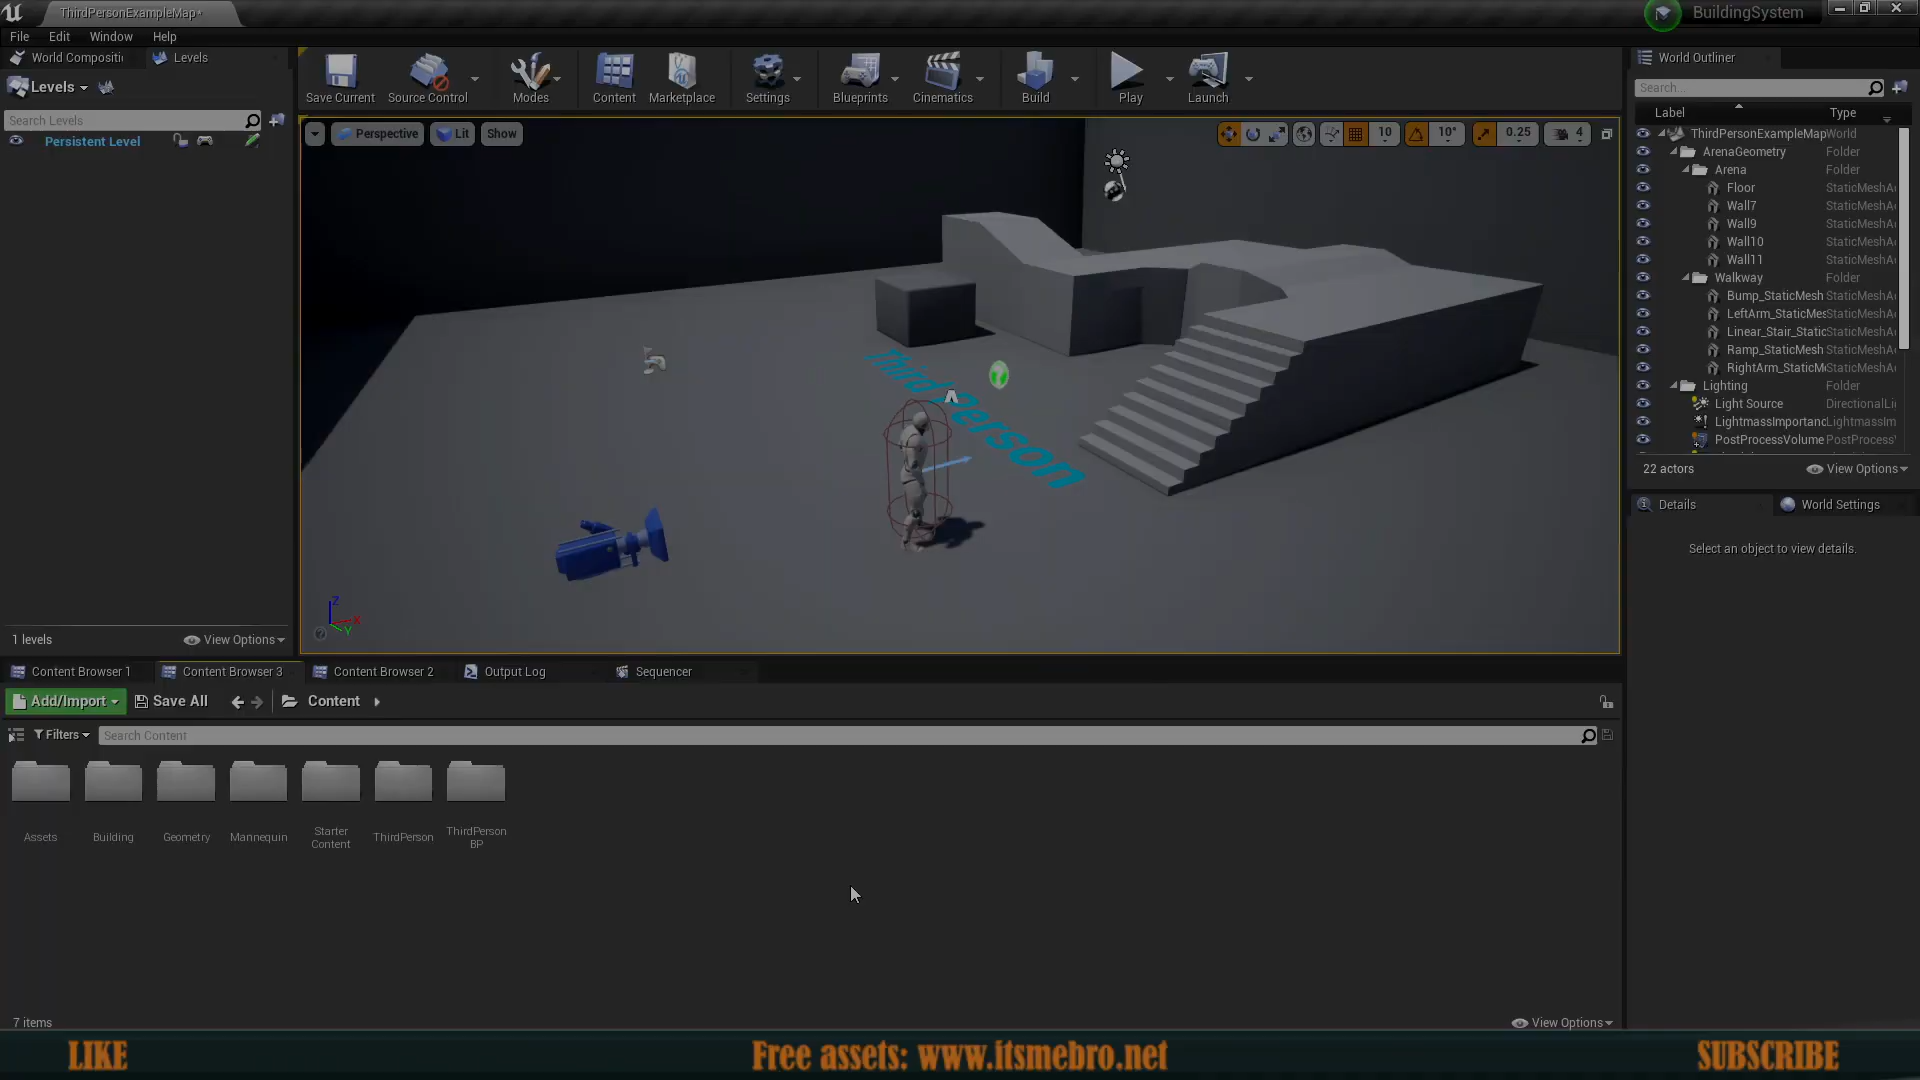 ThirdPersonExampleMap*
BuildingSystem
File Edit Window Help
World Compositi
Levels
World Outliner
Levels
Save Current
Source Control
Modes
Content
Marketplace
Settings
Blueprints
Cinematics
Build
Play
Launch
Search...
Search Levels
Label
Type
Persistent Level
Perspective
Lit
Show
10
10°
0.25
4
ThirdPersonExampleMap World
ArenaGeometry Folder
Arena Folder
Floor StaticMeshA
Wall7 StaticMeshA
Wall9 StaticMeshA
Wall10 StaticMeshA
Wall11 StaticMeshA
Walkway Folder
Bump_StaticMesh StaticMeshA
LeftArm_StaticMes StaticMeshA
Linear_Stair_Static StaticMeshA
Ramp_StaticMesh StaticMeshA
RightArm_StaticM StaticMeshA
Lighting Folder
Light Source DirectionalLi
LightmassImportanc LightmassIm
PostProcessVolume PostProcessV
22 actors
View Options
Third Person
Details
World Settings
Select an object to view details.
Z
X
Y
1 levels
View Options
Content Browser 1
Content Browser 3
Content Browser 2
Output Log
Sequencer
Add/Import
Save All
Content
Filters
Search Content
Assets
Building
Geometry
Mannequin
Starter
Content
ThirdPerson
ThirdPerson
BP
7 items
View Options
LIKE
Free assets: www.itsmebro.net
SUBSCRIBE